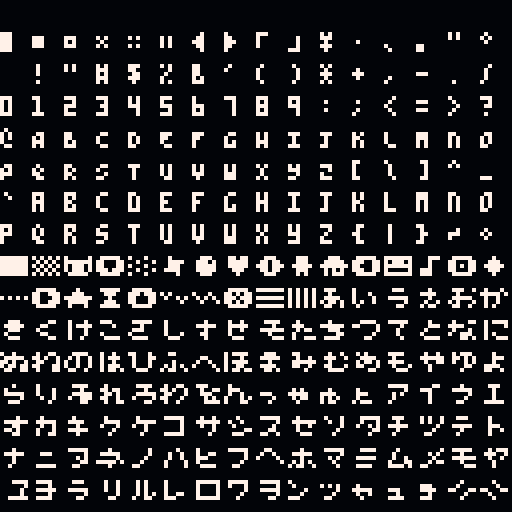 ▮ ■ □ ⁙ ⁘ ‖ ◀ ▶ 「 」 ¥ • 、 。 ゛ ゜
! " # $ % & ' ( ) * + , - . /
0 1 2 3 4 5 6 7 8 9 : ; < = > ?
@ A B C D E F G H I J K L M N O
P Q R S T U V W X Y Z [ \ ] ^ _
` A B C D E F G H I J K L M N O
P Q R S T U V W X Y Z { | } ~ ○
█ ▒ 🐱 ⬇️ ░ ✽ ● ♥ ☉ 웃 ⌂ ⬅️ 😐 ♪ 🅾️ ◆
… ➡️ ★ ⧗ ⬆️ ˇ ∧ ❎ ▤ ▥ あ い う え お か
き く け こ さ し す せ そ た ち つ て と な に
ぬ ね の は ひ ふ へ ほ ま み む め も や ゆ よ
ら り る れ ろ わ を ん っ ゃ ゅ ょ ア イ ウ エ
オ カ キ ク ケ コ サ シ ス セ ソ タ チ ツ テ ト
ナ ニ ヌ ネ ノ ハ ヒ フ ヘ ホ マ ミ ム メ モ ヤ
ユ ヨ ラ リ ル レ ロ ワ ヲ ン ッ ャ ュ ョ ◜ ◝